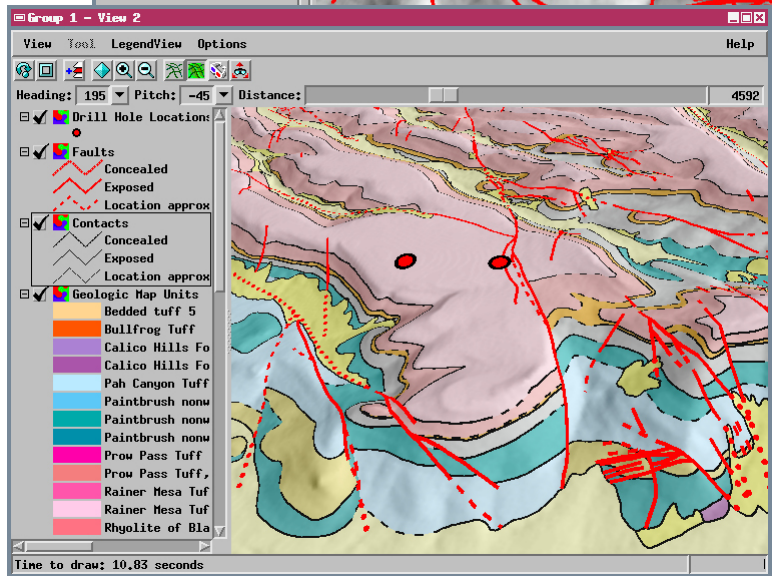 Group 1 - View 2
View Tool LegendView Options Help
Heading: 195 Pitch: -45 Distance: 4592
Drill Hole Locations
Faults
Concealed
Exposed
Location approx
Contacts
Concealed
Exposed
Location approx
Geologic Map Units
Bedded tuff 5
Bullfrog Tuff
Calico Hills Fo
Calico Hills Fo
Pah Canyon Tuff
Paintbrush nonw
Paintbrush nonw
Paintbrush nonw
Prow Pass Tuff
Prow Pass Tuff,
Rainer Mesa Tuf
Rainer Mesa Tuf
Rhyolite of Bla
Time to draw: 10.83 seconds